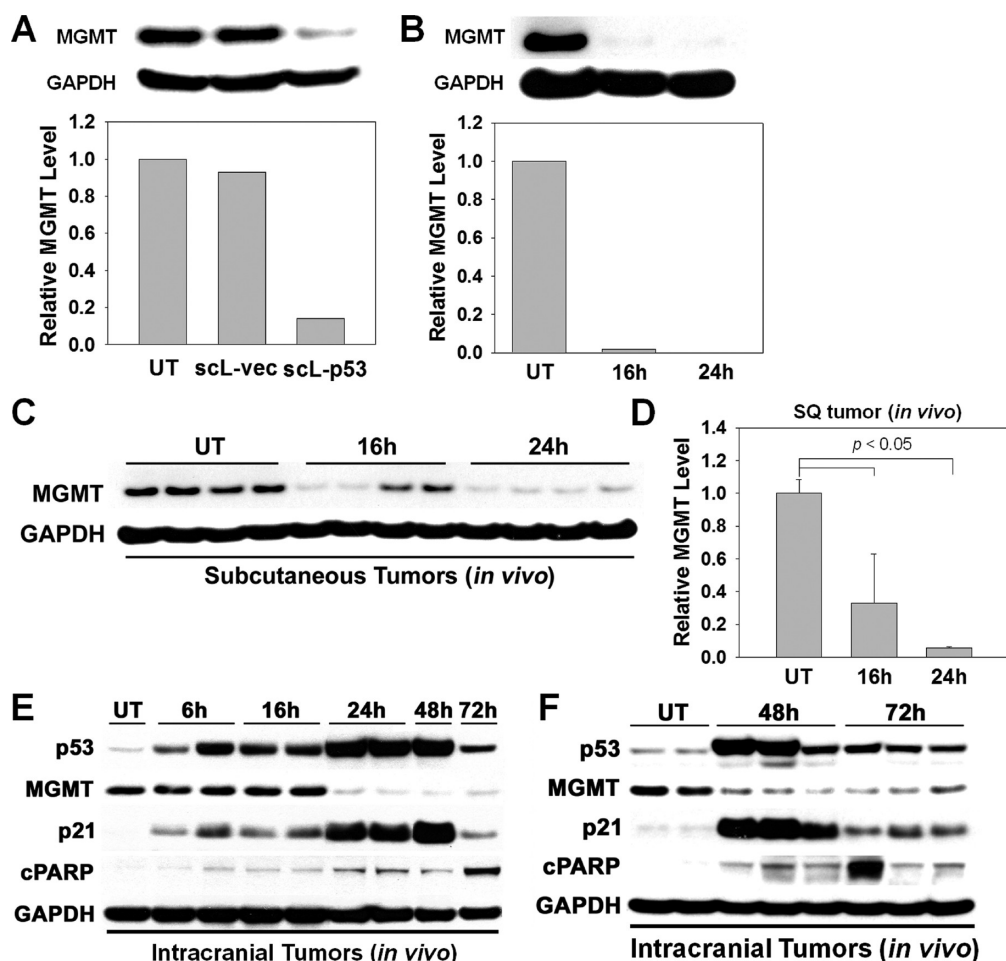 A
MGMT
GAPDH
Relative MGMT Level
1.2
1.0
0.8
0.6
0.4
0.2
0.0
UT scL-vec scL-p53
B
MGMT
GAPDH
Relative MGMT Level
1.2
1.0
0.8
0.6
0.4
0.2
0.0
UT 16h 24h
C
UT 16h 24h
MGMT
GAPDH
Subcutaneous Tumors (in vivo)
D
SQ tumor (in vivo)
Relative MGMT Level
1.4
1.2
1.0
0.8
0.6
0.4
0.2
0.0
p < 0.05
UT 16h 24h
E
UT 6h 16h 24h 48h 72h
p53
MGMT
p21
cPARP
GAPDH
Intracranial Tumors (in vivo)
F
UT 48h 72h
p53
MGMT
p21
cPARP
GAPDH
Intracranial Tumors (in vivo)